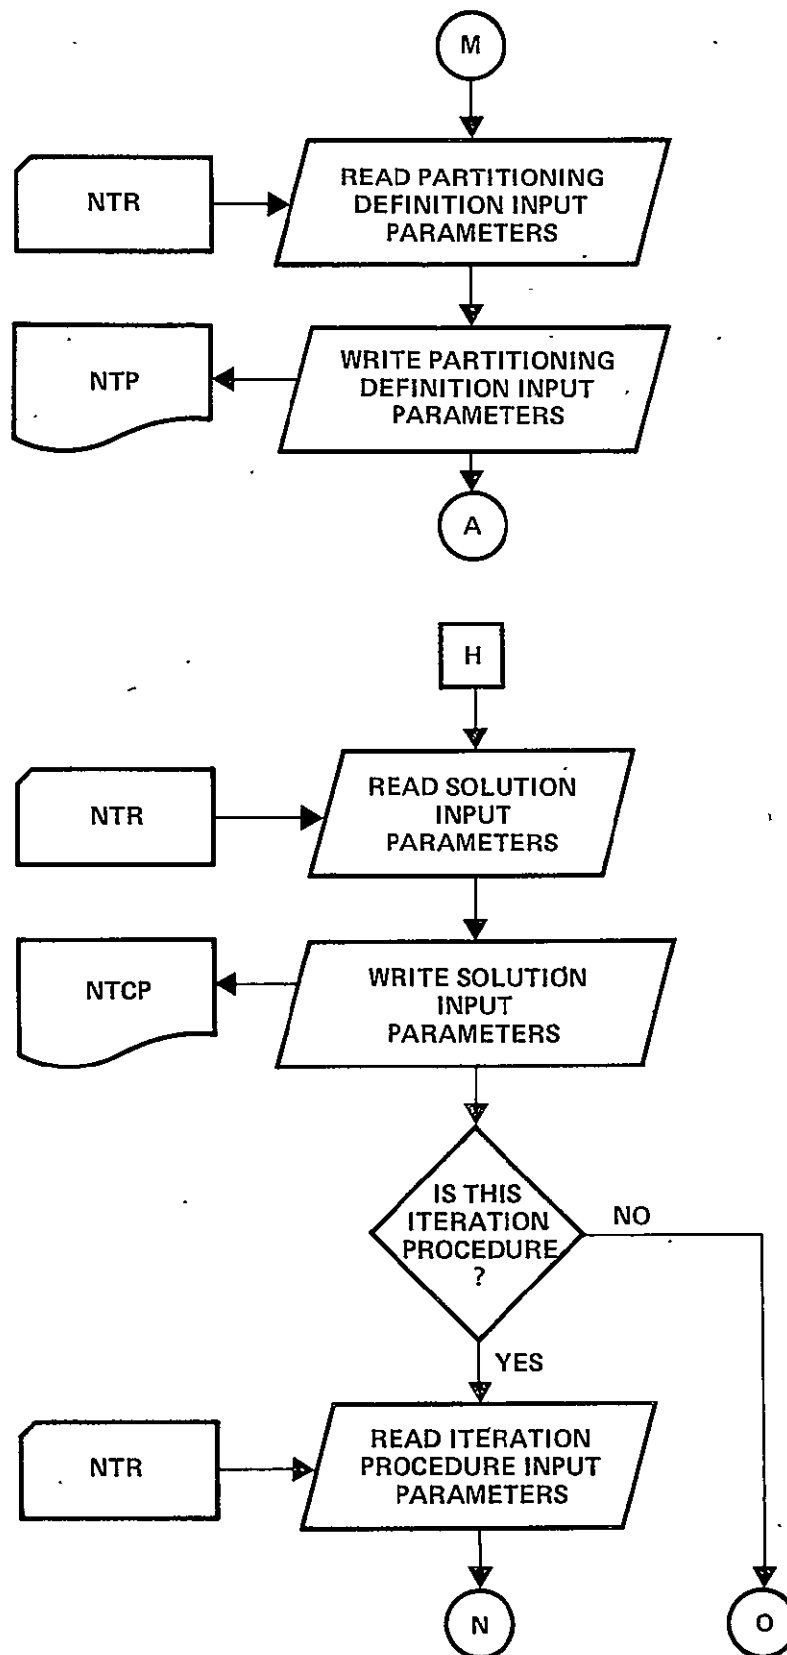 M
NTR
READ PARTITIONING
DEFINITION INPUT
PARAMETERS
NTP
WRITE PARTITIONING
DEFINITION INPUT
PARAMETERS
A
H
NTR
READ SOLUTION
INPUT
PARAMETERS
NTCP
WRITE SOLUTION
INPUT
PARAMETERS
IS THIS
ITERATION
PROCEDURE
?
NO
YES
NTR
READ ITERATION
PROCEDURE INPUT
PARAMETERS
N
O